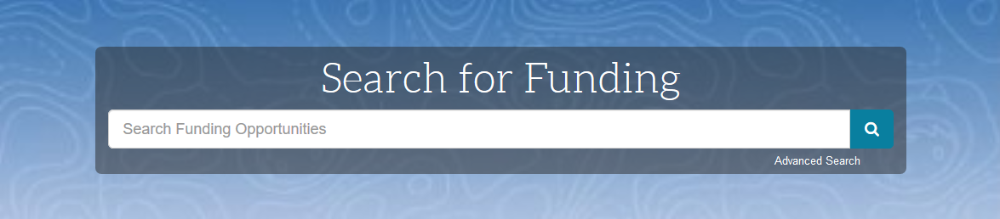 Search for Funding
Search Funding Opportunities
Advanced Search